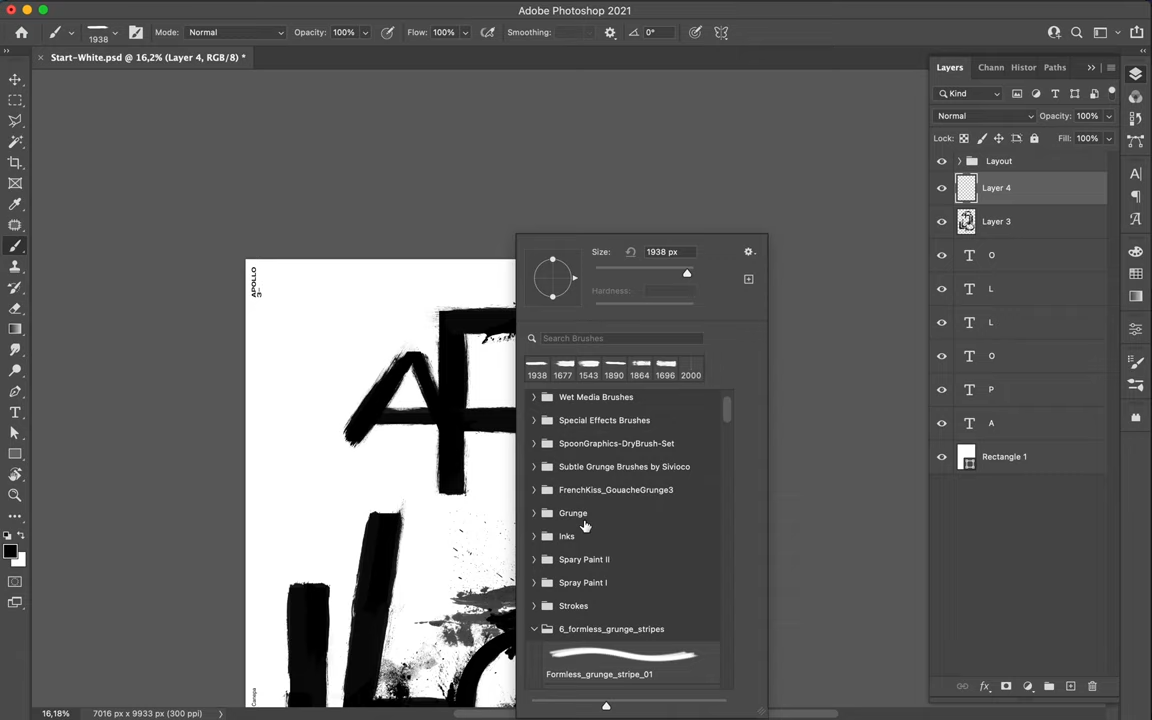 Adobe Photoshop 2021
1938
Mode: Normal
Opacity: 100%
Flow: 100%
Smoothing:
0°
Start-White.psd @ 16,2% (Layer 4, RGB/8) *
Layers
Chann
Histor
Paths
Kind
Normal
Opacity: 100%
Lock:
Fill: 100%
Layout
Layer 4
Layer 3
O
L
L
O
P
A
Rectangle 1
Size: 1938 px
Hardness:
Search Brushes
1938 1677 1543 1890 1864 1696 2000
Wet Media Brushes
Special Effects Brushes
SpoonGraphics-DryBrush-Set
Subtle Grunge Brushes by Sivioco
FrenchKiss_GouacheGrunge3
Grunge
Inks
Spary Paint II
Spray Paint I
Strokes
6_formless_grunge_stripes
Formless_grunge_stripe_01
APOLLO
3—
Canepa
16,18%
7016 px x 9933 px (300 ppi)